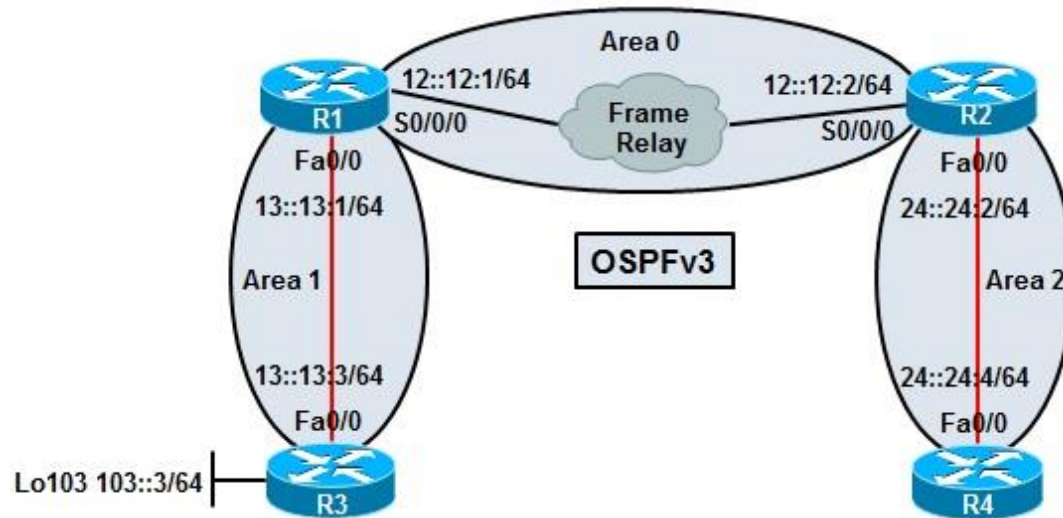 Area 0
12::12:1/64
12::12:2/64
R1
Frame
Relay
R2
S0/0/0
S0/0/0
Fa0/0
Fa0/0
13::13:1/64
24::24:2/64
OSPFv3
Area 1
Area 2
13::13:3/64
24::24:4/64
Fa0/0
Fa0/0
Lo103 103::3/64
R3
R4